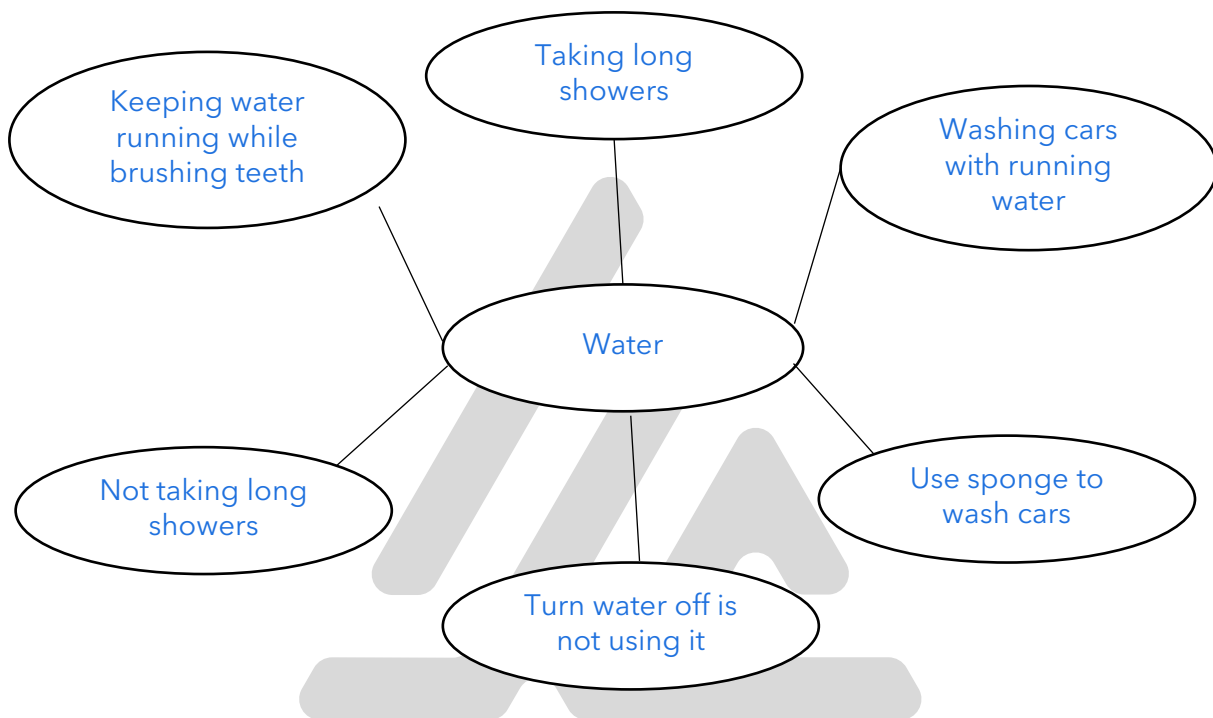 Taking long
showers
Keeping water
running while
brushing teeth
Washing cars
with running
water
Water
Not taking long
showers
Use sponge to
wash cars
Turn water off is
not using it